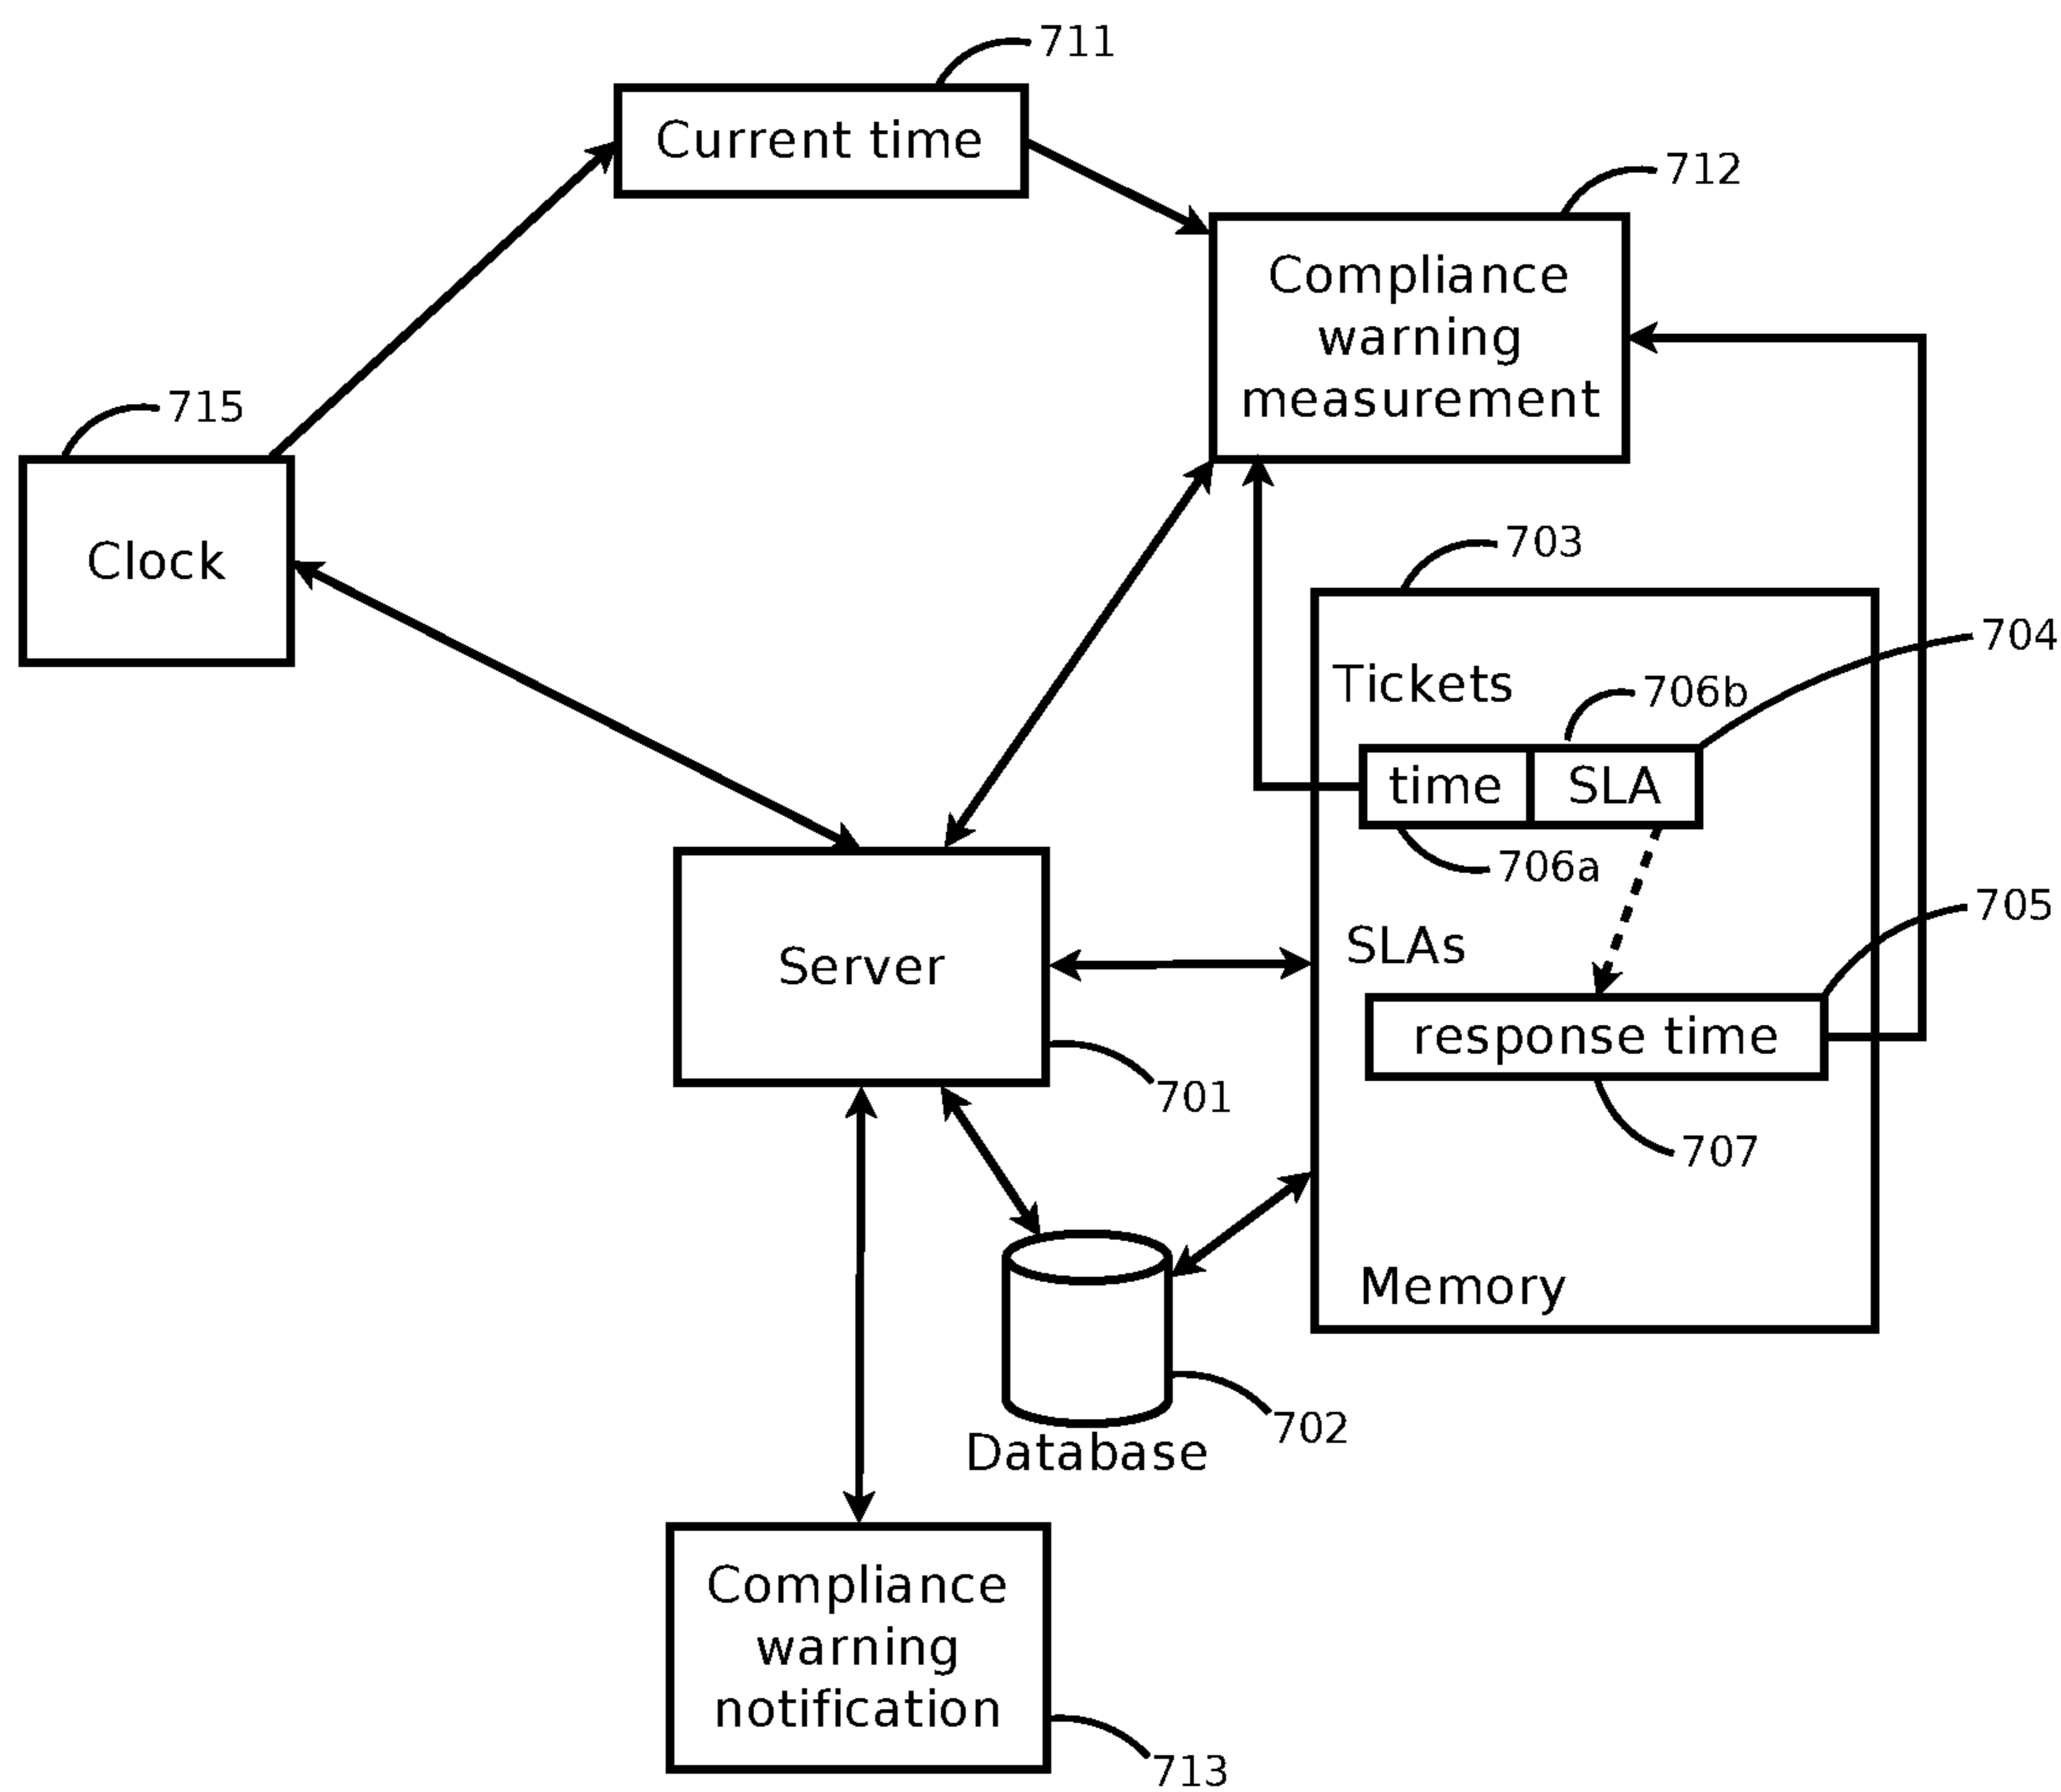 711
Current time
712
Compliance
warning
measurement
715
Clock
703
704
Tickets
706b
time
SLA
706a
705
SLAs
Server
response time
701
707
Memory
702
Database
Compliance
warning
notification
713